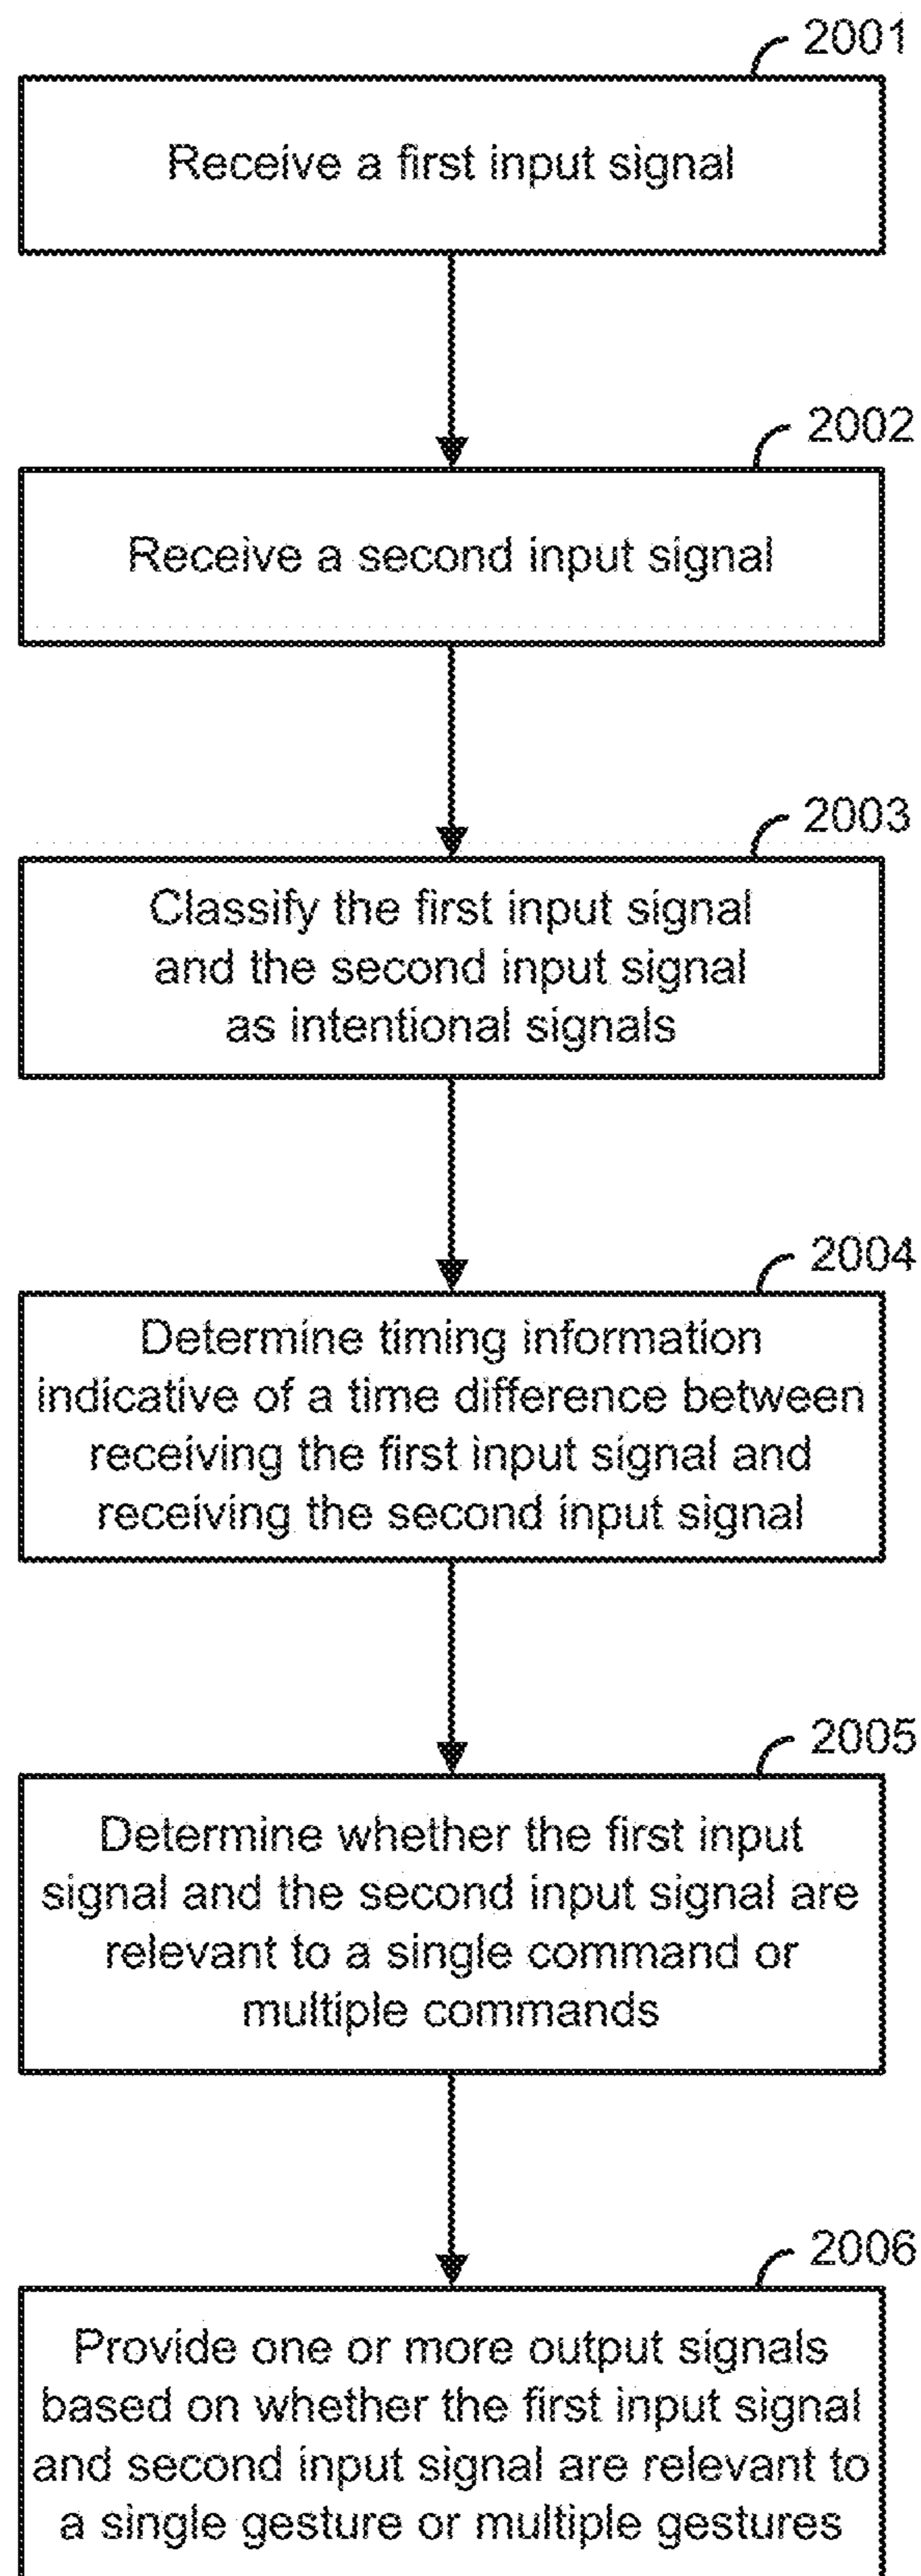 2001
Receive a first input signal
2002
Receive a second input signal
2003
Classify the first input signal
and the second input signal
as intentional signals
2004
Determine timing information
indicative of a time difference between
receiving the first input signal and
receiving the second input signal
2005
Determine whether the first input
signal and the second input signal are
relevant to a single command or
multiple commands
2006
Provide one or more output signals
based on whether the first input signal
and second input signal are relevant to
a single gesture or multiple gestures